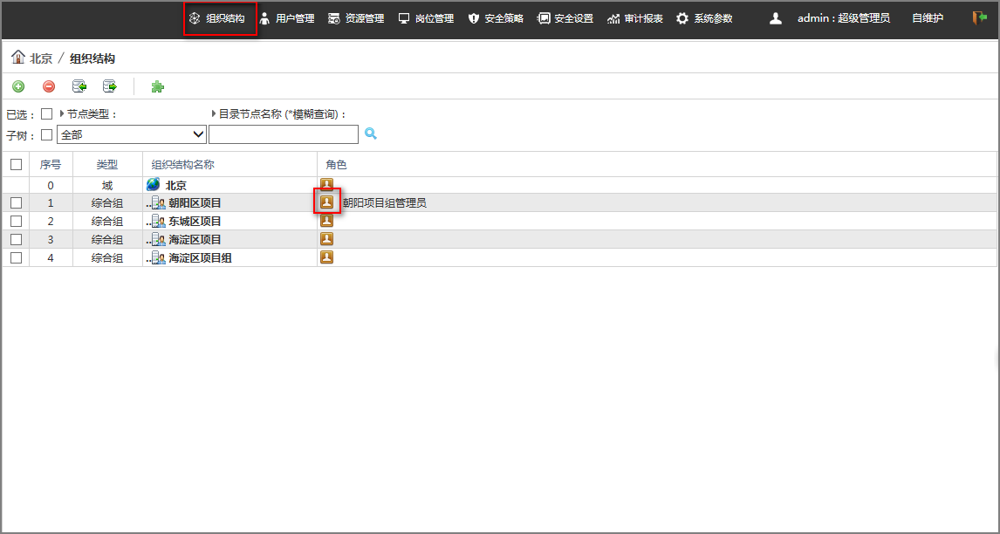 组织结构 用户管理 资源管理 岗位管理 安全策略 安全设置 审计报表 系统参数 admin : 超级管理员 自维护
北京 / 组织结构
已选： 节点类型：  目录节点名称 (*模糊查询)：
子树： 全部
序号 类型 组织结构名称 角色
0 域 北京
1 综合组 ..朝阳区项目 朝阳项目组管理员
2 综合组 ..东城区项目
3 综合组 ..海淀区项目
4 综合组 ..海淀区项目组